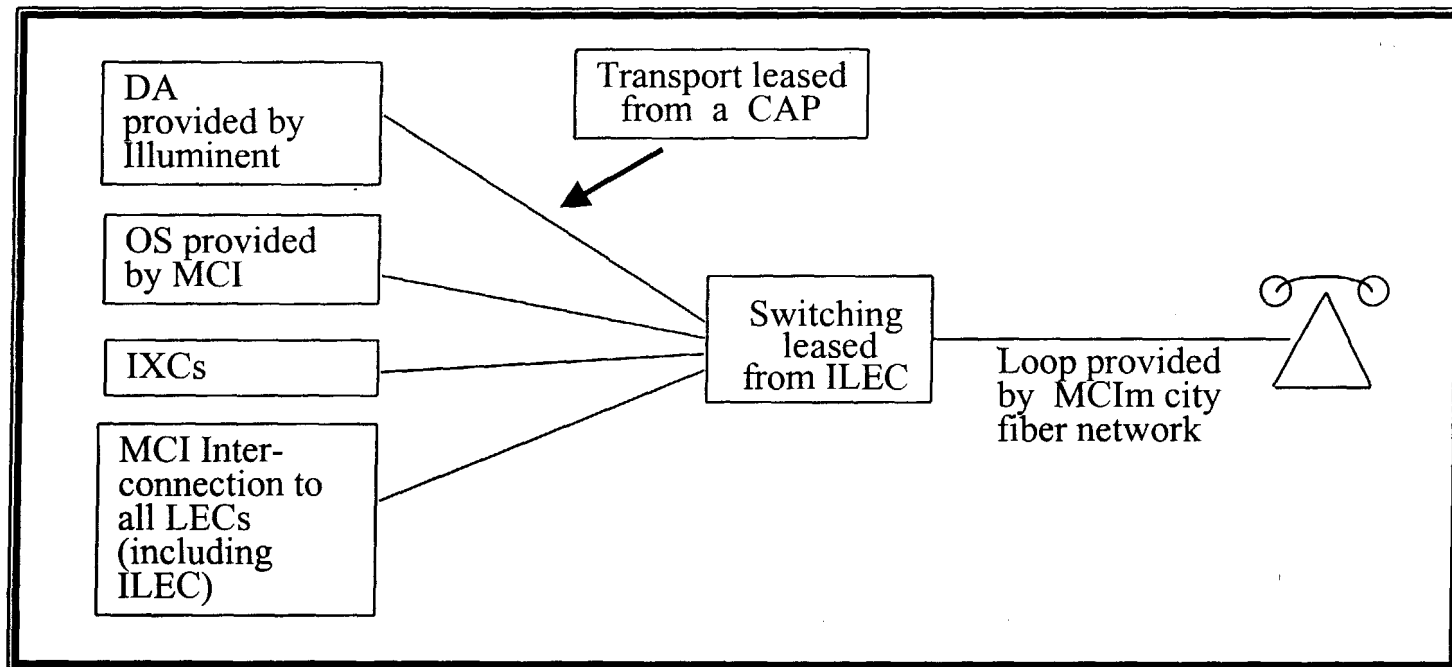 DA
provided by
Illuminent
Transport leased
from a CAP
OS provided
by MCI
IXCs
MCI Inter-
connection to
all LECs
(including
ILEC)
Switching
leased
from ILEC
Loop provided
by MCIm city
fiber network